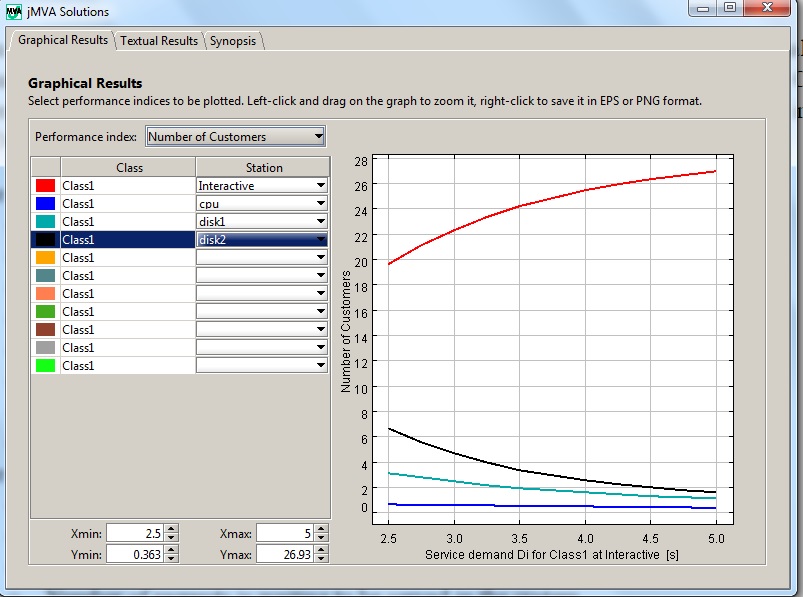 MVA jMVA Solutions
Graphical Results Textual Results Synopsis
Graphical Results
Select performance indices to be plotted. Left-click and drag on the graph to zoom it, right-click to save it in EPS or PNG format.
Performance index: Number of Customers
Class Station
Class1 Interactive
Class1 cpu
Class1 disk1
Class1 disk2
Class1
Class1
Class1
Class1
Class1
Class1
Class1
Xmin: 2.5 Xmax: 5
Ymin: 0.363 Ymax: 26.93
Number of Customers
28
26
24
22
20
18
16
14
12
10
8
6
4
2
0
2.5 3.0 3.5 4.0 4.5 5.0
Service demand Di for Class1 at Interactive [s]